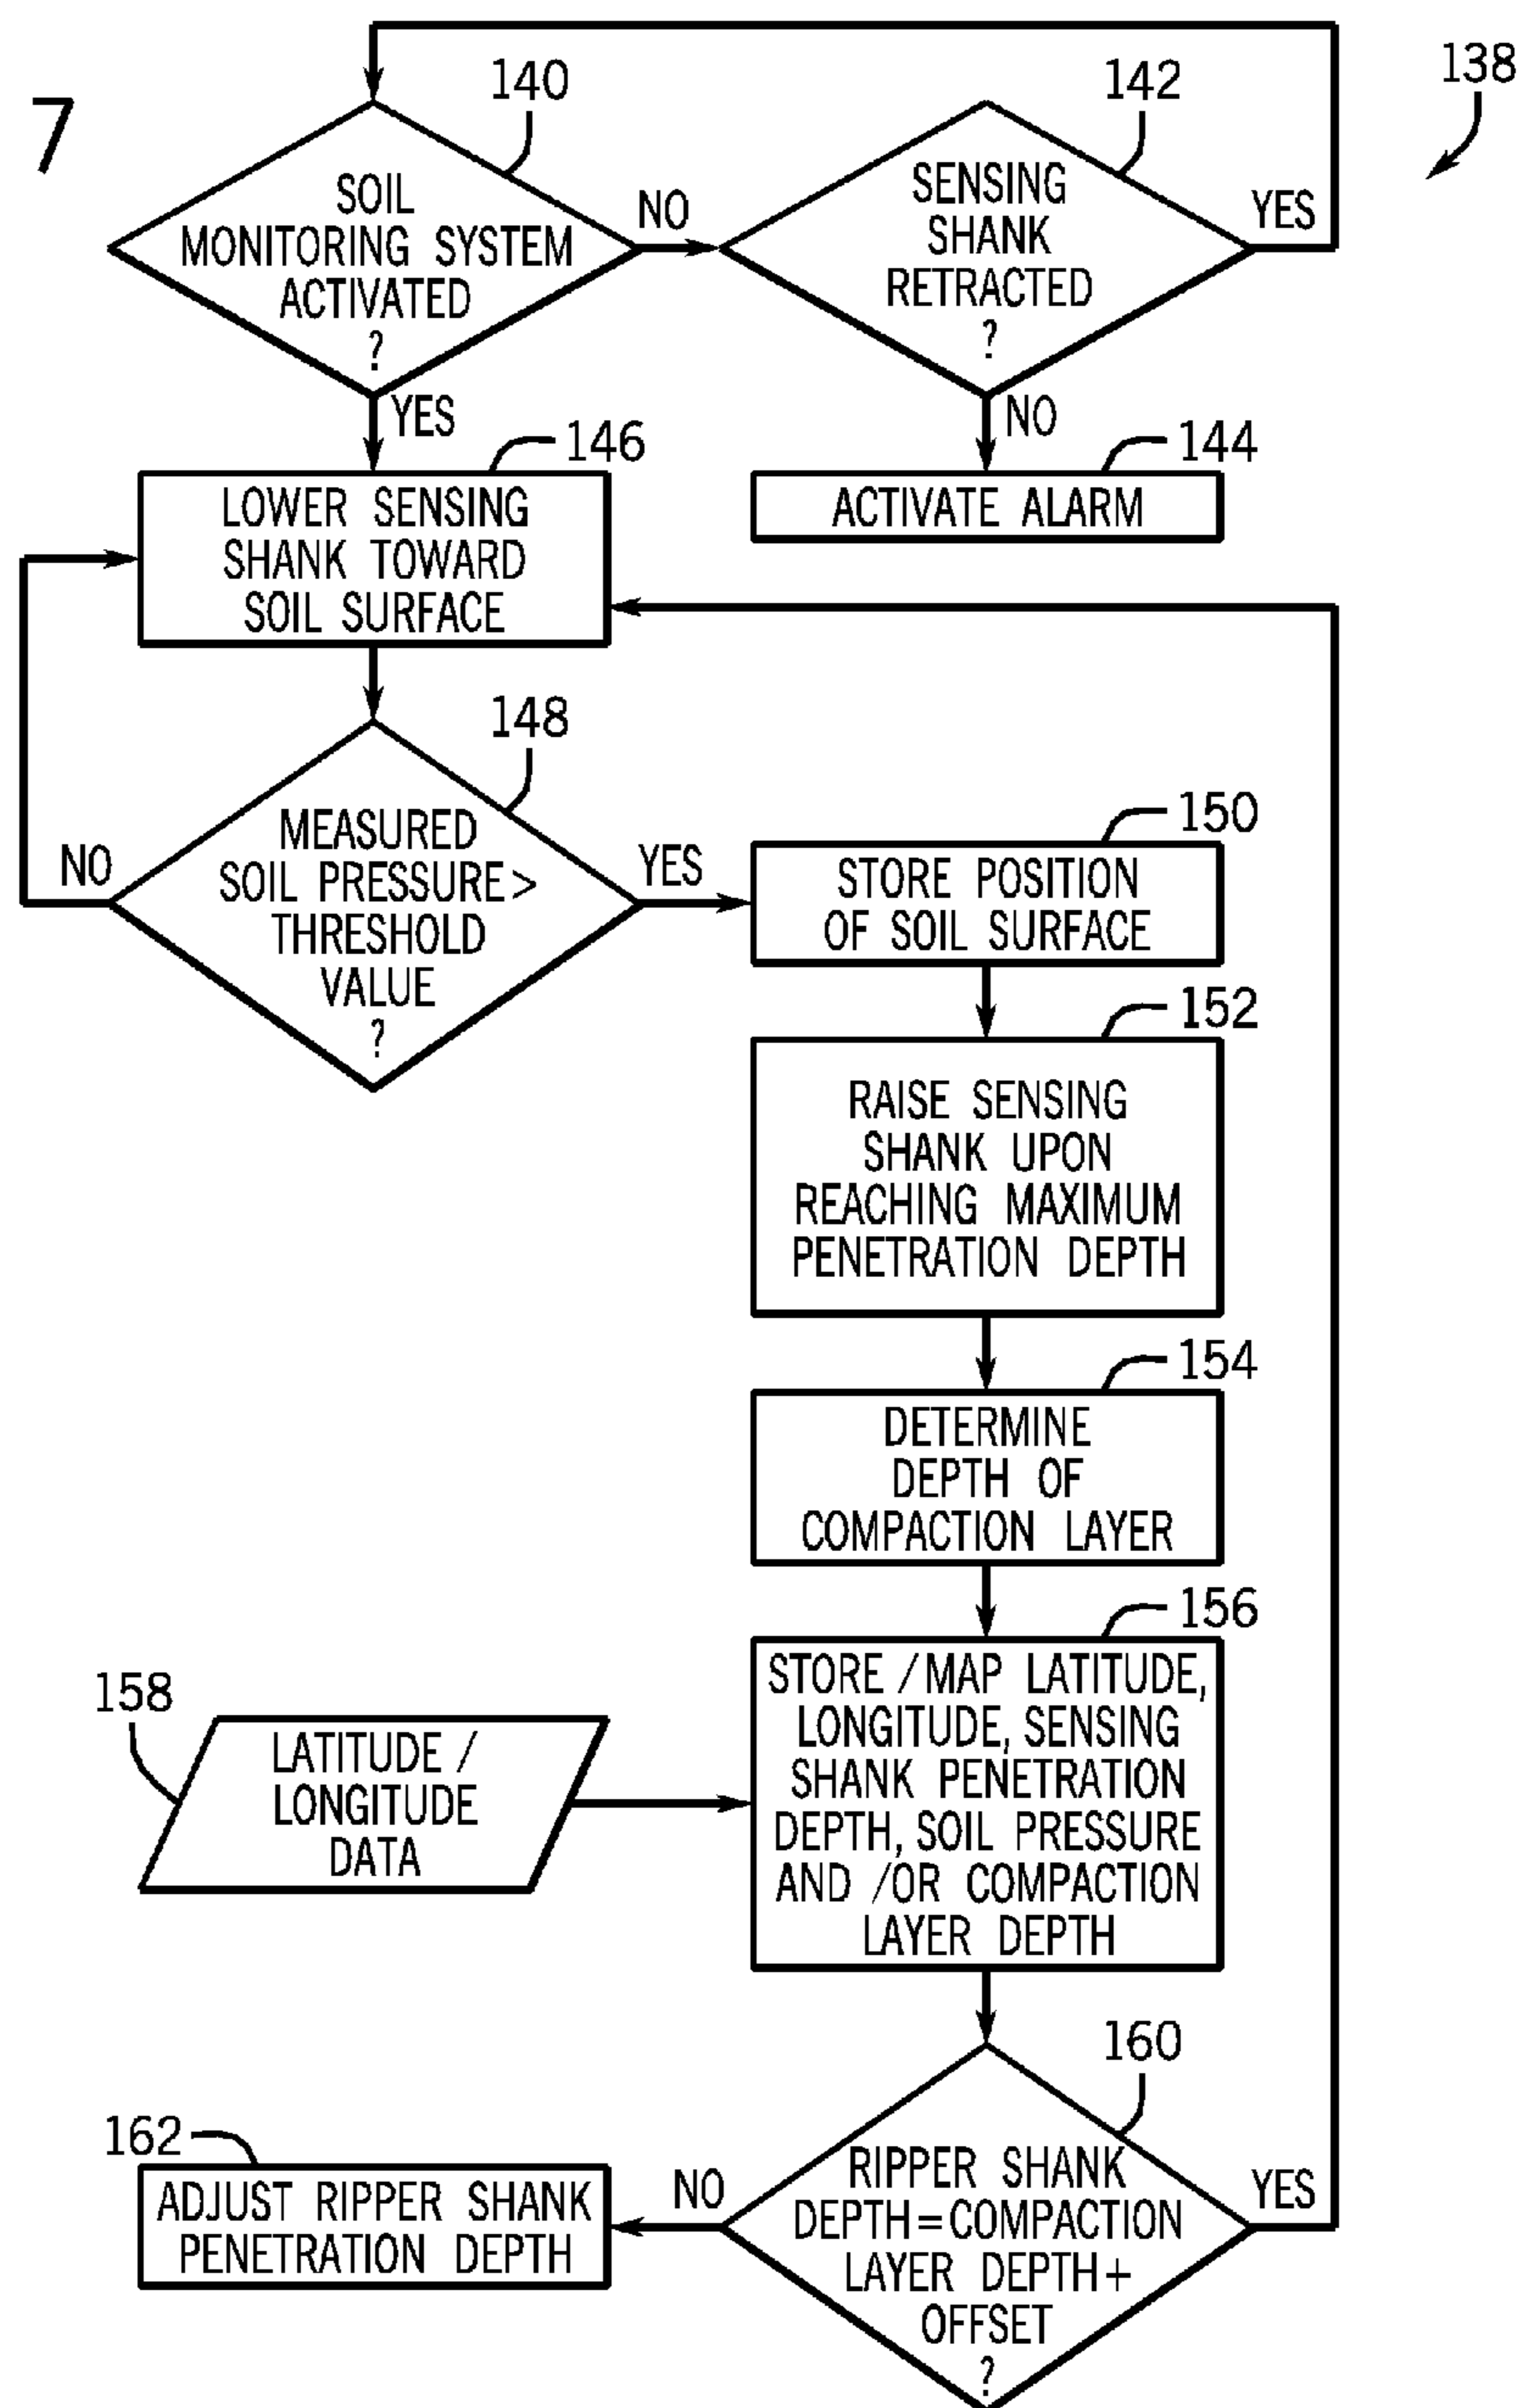 7
138
140
SOIL
MONITORING SYSTEM
ACTIVATED
?
NO
142
SENSING
SHANK
RETRACTED
?
YES
YES
NO
146
LOWER SENSING
SHANK TOWARD
SOIL SURFACE
144
ACTIVATE ALARM
148
MEASURED
SOIL PRESSURE >
THRESHOLD
VALUE
?
NO
YES
150
STORE POSITION
OF SOIL SURFACE
152
RAISE SENSING
SHANK UPON
REACHING MAXIMUM
PENETRATION DEPTH
154
DETERMINE
DEPTH OF
COMPACTION LAYER
156
STORE / MAP LATITUDE,
LONGITUDE, SENSING
SHANK PENETRATION
DEPTH, SOIL PRESSURE
AND /OR COMPACTION
LAYER DEPTH
158
LATITUDE /
LONGITUDE
DATA
160
RIPPER SHANK
DEPTH=COMPACTION
LAYER DEPTH+
OFFSET
?
YES
NO
162
ADJUST RIPPER SHANK
PENETRATION DEPTH